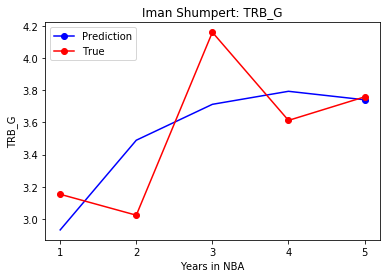 Iman Shumpert: TRB_G
Prediction
True
TRB_G
4.2
4.0
3.8
3.6
3.4
3.2
3.0
1 2 3 4 5
Years in NBA